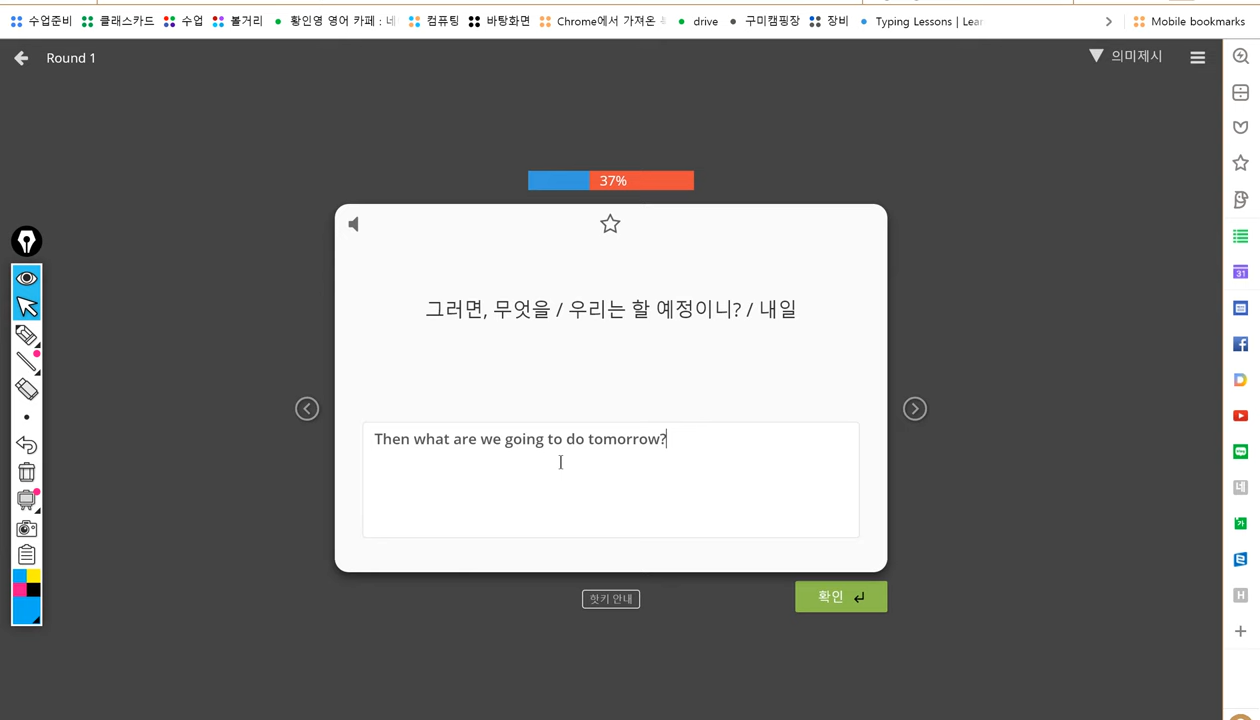 수업준비 클래스카드 수업 볼거리 황인영 영어 카페 : 네 컴퓨팅 바탕화면 Chrome에서 가져온 drive 구미캠핑장 장비 Typing Lessons | Lear Mobile bookmarks
Round 1 의미제시
37%
그러면, 무엇을 / 우리는 할 예정이니? / 내일
Then what are we going to do tomorrow?
핫키 안내 확인
31